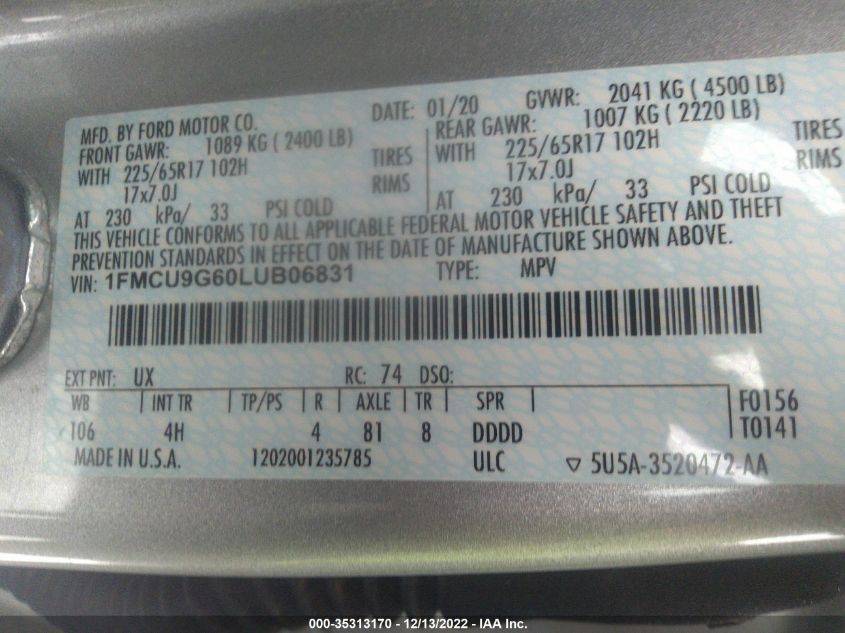 MFD. BY FORD MOTOR CO. DATE: 01/20 GVWR: 2041 KG ( 4500 LB)
FRONT GAWR: 1089 KG ( 2400 LB) REAR GAWR: 1007 KG ( 2220 LB)
WITH 225/65R17 102H TIRES WITH 225/65R17 102H TIRES
17x7.0J RIMS 17x7.0J RIMS
AT 230 kPa/ 33 PSI COLD AT 230 kPa/ 33 PSI COLD
THIS VEHICLE CONFORMS TO ALL APPLICABLE FEDERAL MOTOR VEHICLE SAFETY AND THEFT
PREVENTION STANDARDS IN EFFECT ON THE DATE OF MANUFACTURE SHOWN ABOVE.
VIN: 1FMCU9G60LUB06831 TYPE: MPV
EXT PNT: UX RC: 74 DSO:
WB INT TR TP/PS R AXLE TR SPR F0156
106 4H 4 81 8 DDDD T0141
MADE IN U.S.A. 1202001235785 ULC ▽ 5U5A-3520472-AA
000-35313170 - 12/13/2022 - IAA Inc.